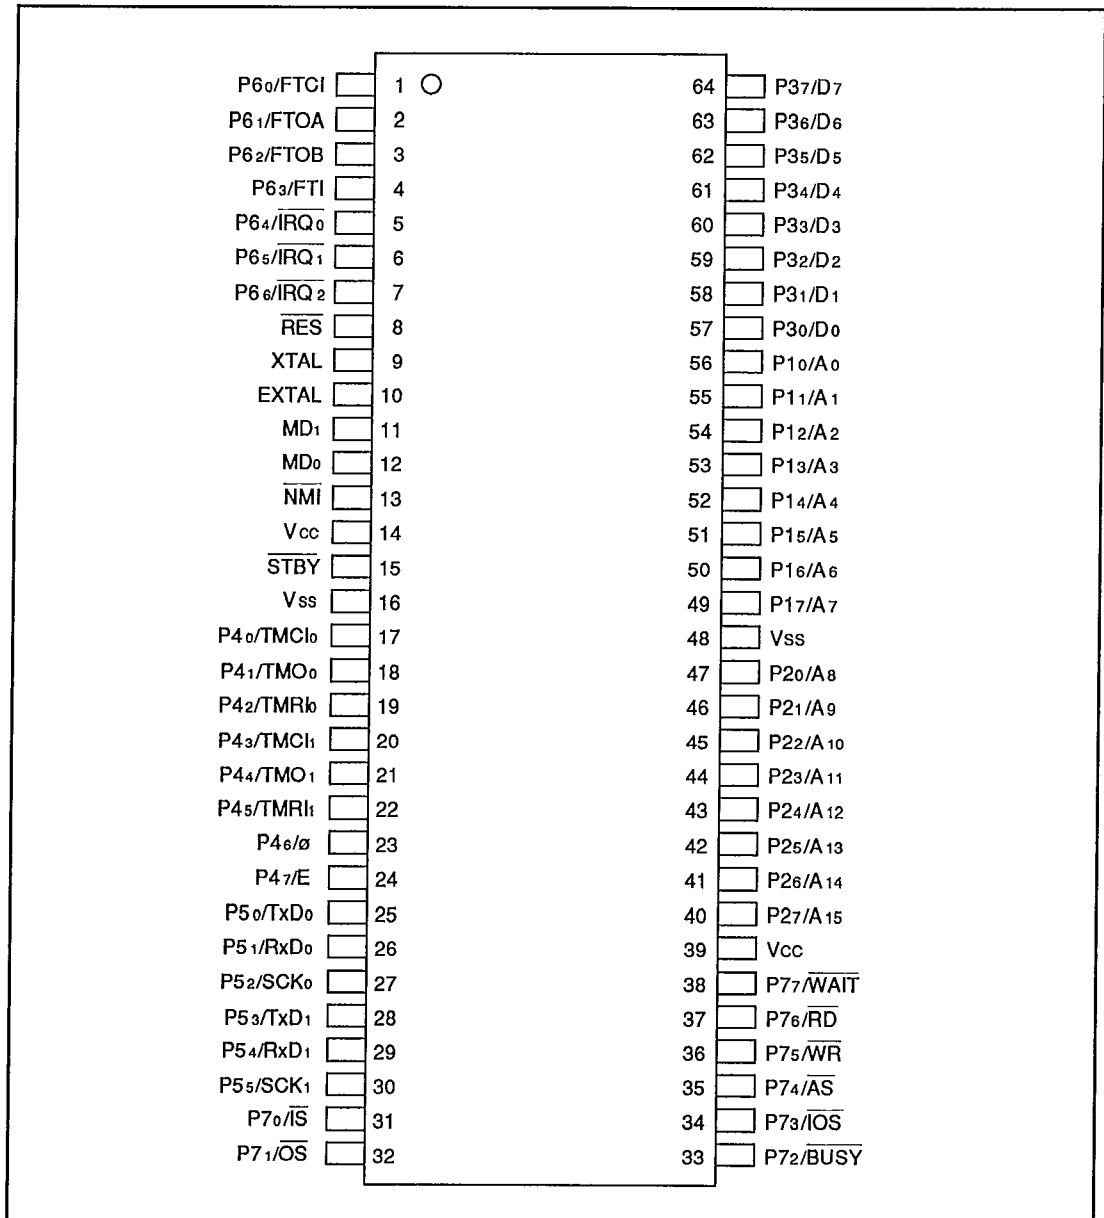 P60/FTCI 1 64 P37/D7
P61/FTOA 2 63 P36/D6
P62/FTOB 3 62 P35/D5
P63/FTI 4 61 P34/D4
P64/IRQ0 5 60 P33/D3
P65/IRQ1 6 59 P32/D2
P66/IRQ2 7 58 P31/D1
RES 8 57 P30/D0
XTAL 9 56 P10/A0
EXTAL 10 55 P11/A1
MD1 11 54 P12/A2
MD0 12 53 P13/A3
NMI 13 52 P14/A4
Vcc 14 51 P15/A5
STBY 15 50 P16/A6
Vss 16 49 P17/A7
P40/TMCI0 17 48 Vss
P41/TMO0 18 47 P20/A8
P42/TMRI0 19 46 P21/A9
P43/TMCI1 20 45 P22/A10
P44/TMO1 21 44 P23/A11
P45/TMRI1 22 43 P24/A12
P46/ø 23 42 P25/A13
P47/E 24 41 P26/A14
P50/TxD0 25 40 P27/A15
P51/RxD0 26 39 Vcc
P52/SCK0 27 38 P77/WAIT
P53/TxD1 28 37 P76/RD
P54/RxD1 29 36 P75/WR
P55/SCK1 30 35 P74/AS
P70/IS 31 34 P73/IOS
P71/OS 32 33 P72/BUSY